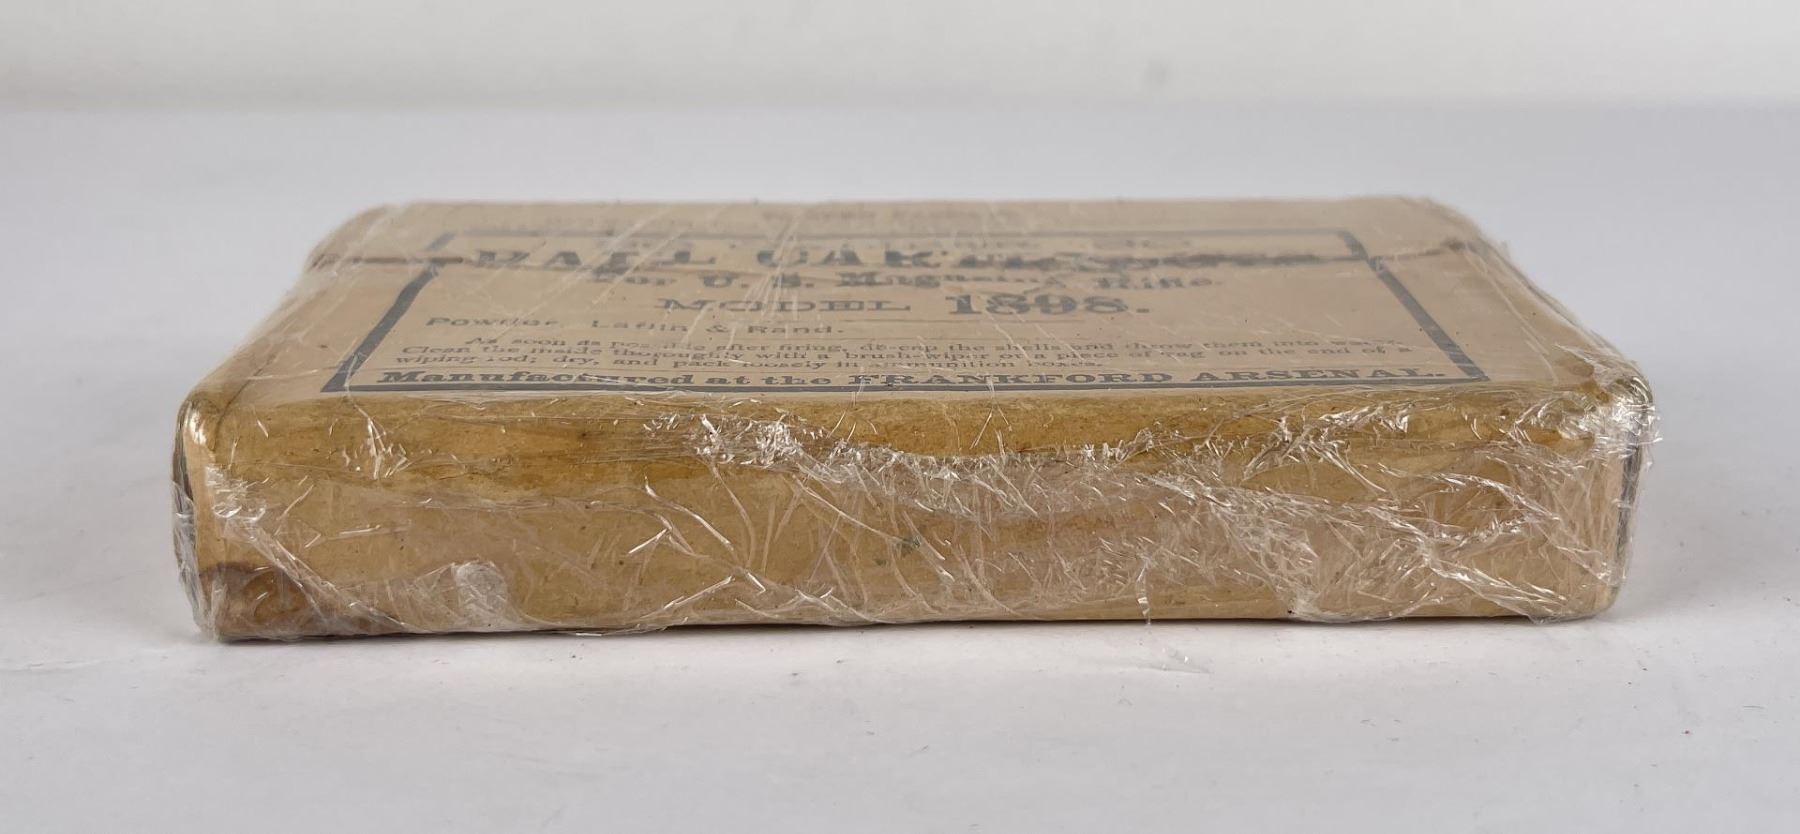 BALL
For U. S. Magazine Rifle.
MODEL 1898.
Powder, Laflin & Rand.
As soon as possible after firing, de-cap the shells and throw them into water.
Clean the inside thoroughly with a brush-wiper or a piece of rag on the end of a
wiping rod; dry, and pack loosely in ammunition boxes.
Manufactured at the FRANKFORD ARSENAL.